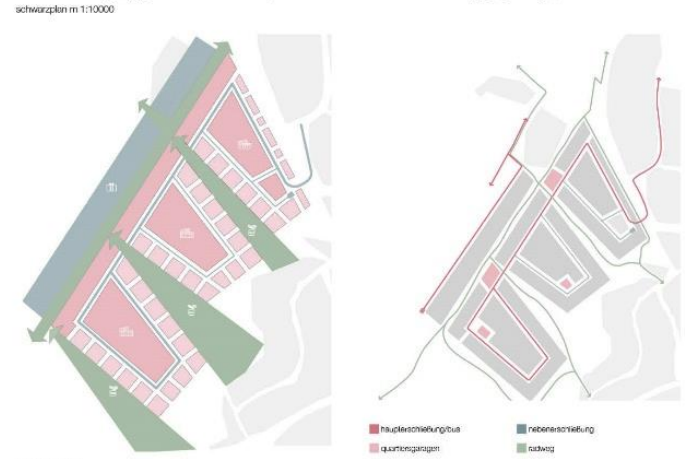 schwarzplan m 1:10000
haupterschließung/bus
nebenerschließung
quartiersgaragen
radweg